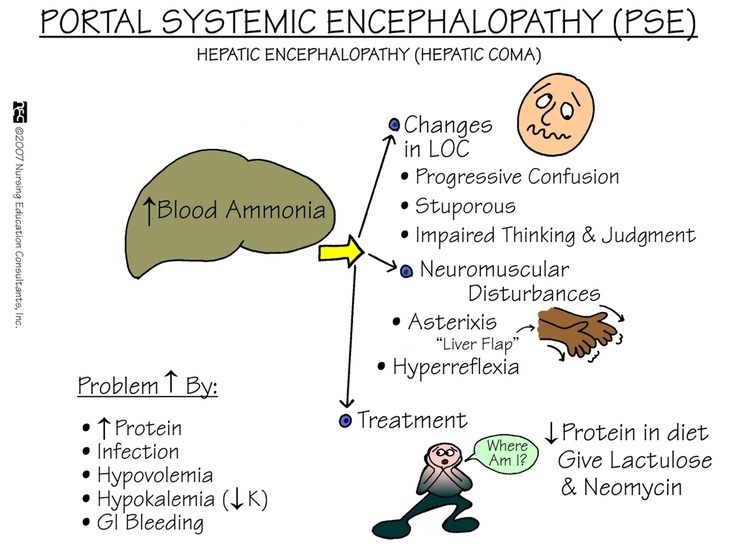 PORTAL SYSTEMIC ENCEPHALOPATHY (PSE)
HEPATIC ENCEPHALOPATHY (HEPATIC COMA)
NEC ©2007 Nursing Education Consultants, Inc.
↑Blood Ammonia
Changes
in LOC
• Progressive Confusion
• Stuporous
• Impaired Thinking & Judgment
Neuromuscular
Disturbances
• Asterixis
"Liver Flap"
• Hyperreflexia
Problem ↑ By:
• ↑ Protein
• Infection
• Hypovolemia
• Hypokalemia (↓K)
• GI Bleeding
Treatment
Where
Am I?
↓Protein in diet
Give Lactulose
& Neomycin